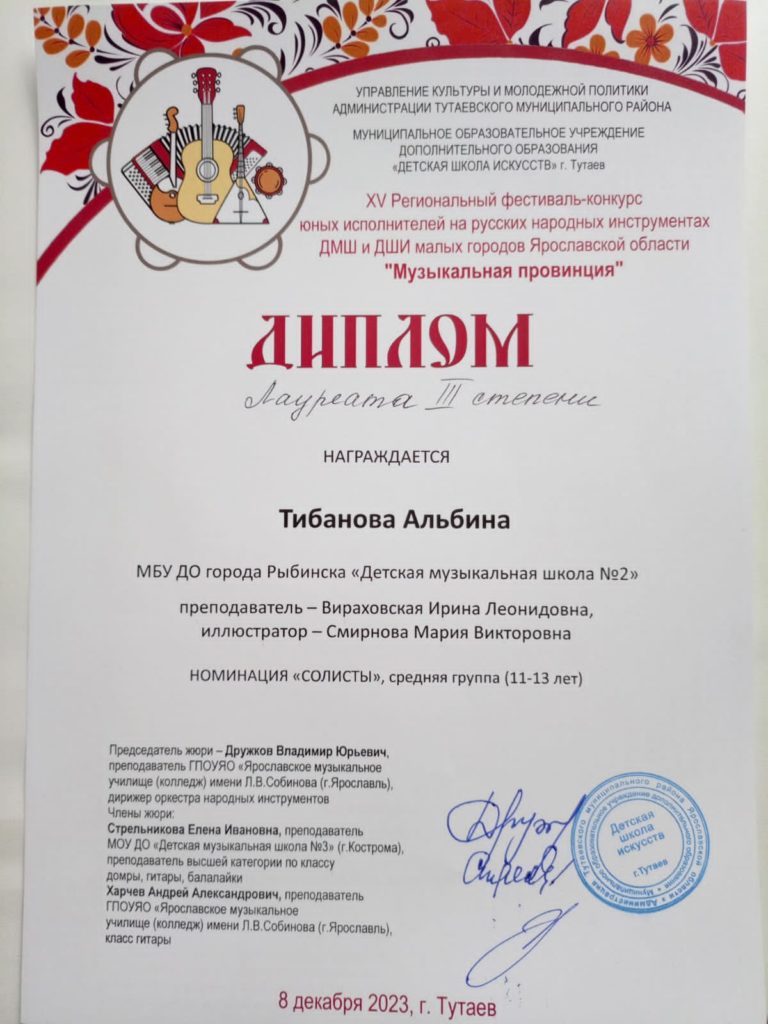 УПРАВЛЕНИЕ КУЛЬТУРЫ И МОЛОДЕЖНОЙ ПОЛИТИКИ
АДМИНИСТРАЦИИ ТУТАЕВСКОГО МУНИЦИПАЛЬНОГО РАЙОНА
МУНИЦИПАЛЬНОЕ ОБРАЗОВАТЕЛЬНОЕ УЧРЕЖДЕНИЕ
ДОПОЛНИТЕЛЬНОГО ОБРАЗОВАНИЯ
«ДЕТСКАЯ ШКОЛА ИСКУССТВ» г. Тутаев
XV Региональный фестиваль-конкурс
юных исполнителей на русских народных инструментах
ДМШ и ДШИ малых городов Ярославской области
"Музыкальная провинция"
ДИПЛОМ
Лауреата III степени
НАГРАЖДАЕТСЯ
Тибанова Альбина
МБУ ДО города Рыбинска «Детская музыкальная школа №2»
преподаватель – Вираховская Ирина Леонидовна,
иллюстратор – Смирнова Мария Викторовна
НОМИНАЦИЯ «СОЛИСТЫ», средняя группа (11-13 лет)
Председатель жюри – Дружков Владимир Юрьевич,
преподаватель ГПОУЯО «Ярославское музыкальное
училище (колледж) имени Л.В.Собинова (г.Ярославль),
дирижер оркестра народных инструментов
Члены жюри:
Стрельникова Елена Ивановна, преподаватель
МОУ ДО «Детская музыкальная школа №3» (г.Кострома),
преподаватель высшей категории по классу
домры, гитары, балалайки
Харчев Андрей Александрович, преподаватель
ГПОУЯО «Ярославское музыкальное
училище (колледж) имени Л.В.Собинова (г.Ярославль),
класс гитары
Детская
школа
искусств
г.Тутаев
8 декабря 2023, г. Тутаев